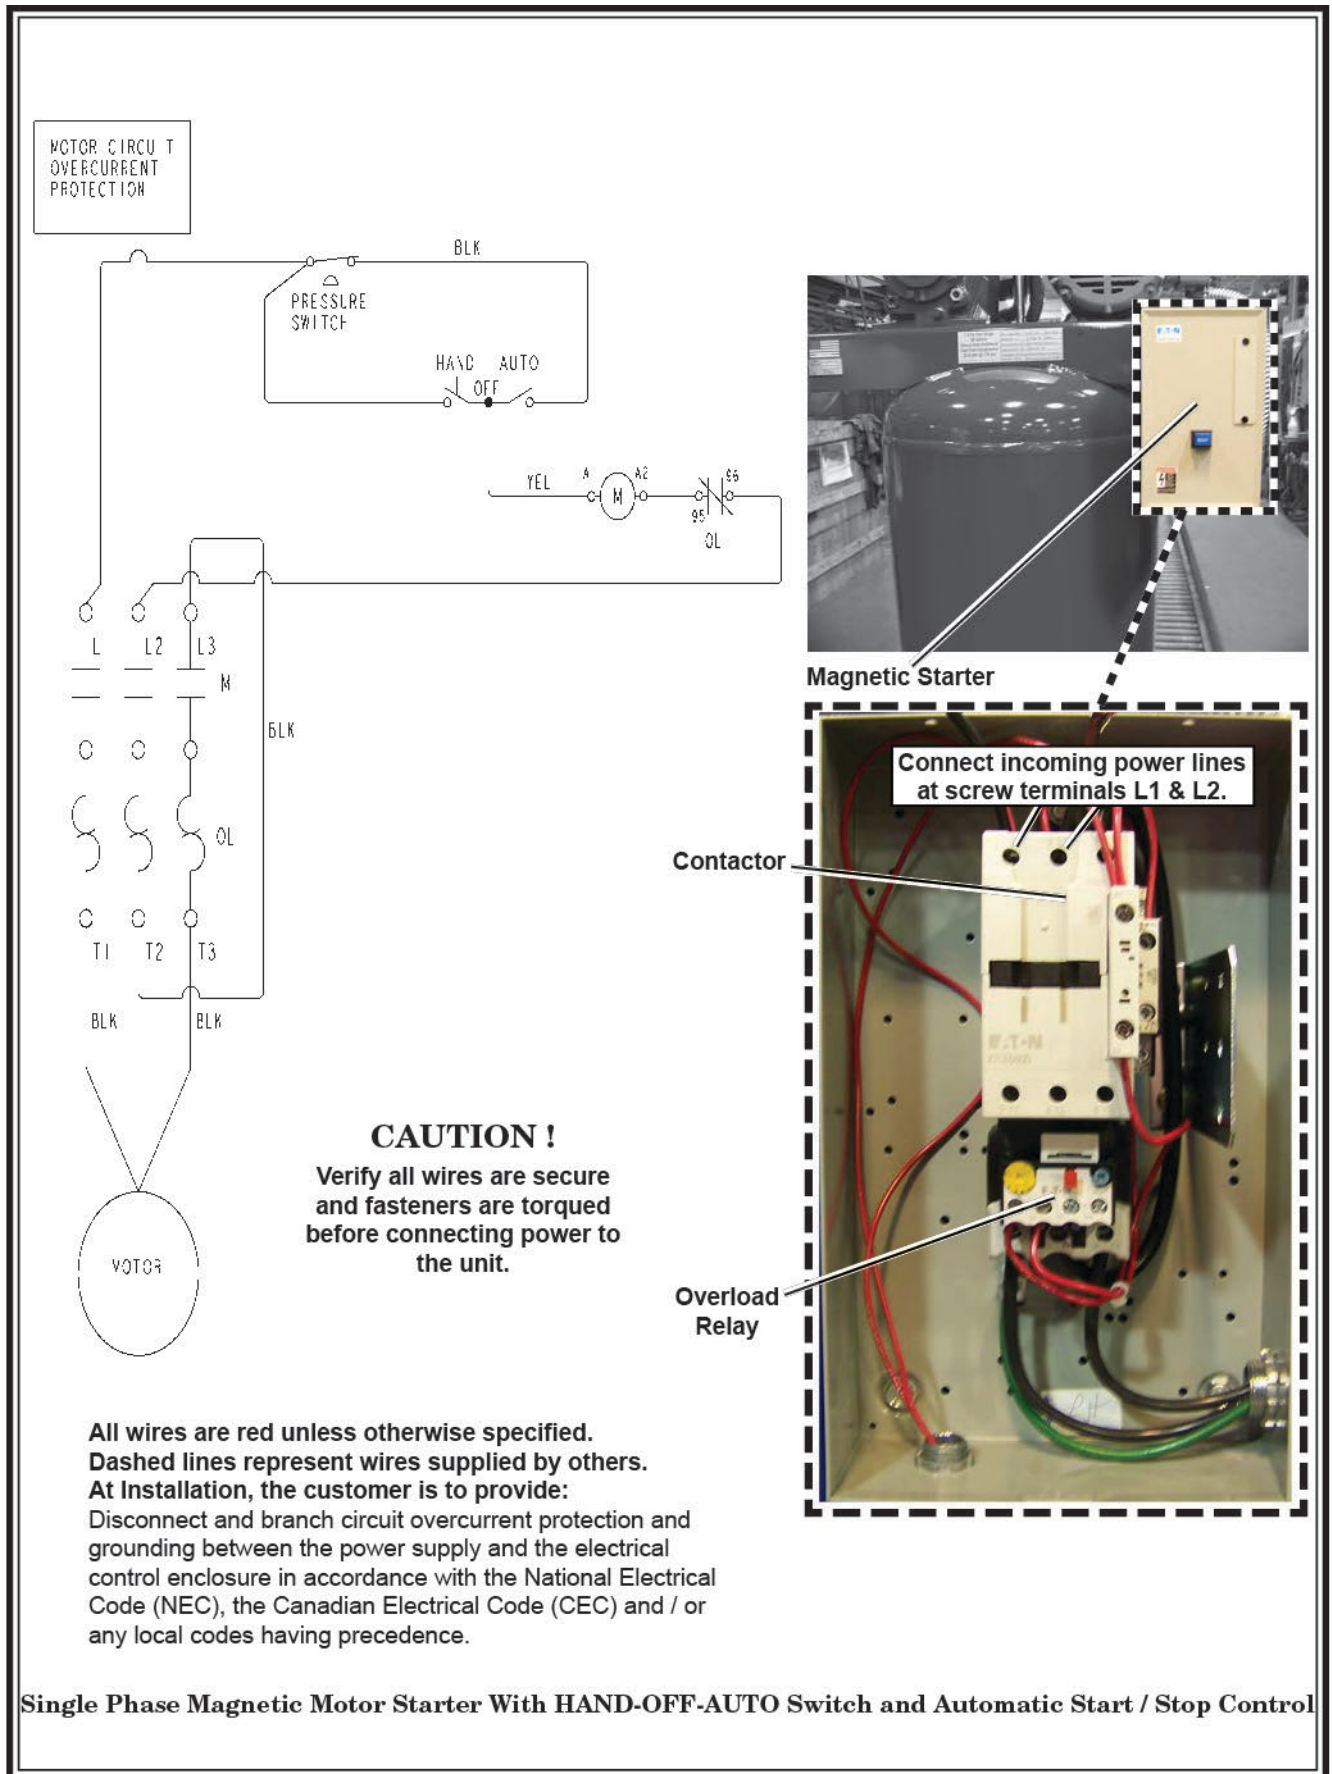 MOTOR CIRCU T
OVERCURRENT
PROTECTION
BLK
PRESSURE
SWITCH
HAND AUTO
OFF
YEL
A
M
A2
95
96
OL
L
L2
L3
M
BLK
OL
T1
T2
T3
BLK
BLK
MOTOR
E·T·N
Magnetic Starter
Connect incoming power lines
at screw terminals L1 & L2.
Contactor
E·T·N
E·T·N
Overload
Relay
CAUTION !
Verify all wires are secure
and fasteners are torqued
before connecting power to
the unit.
All wires are red unless otherwise specified.
Dashed lines represent wires supplied by others.
At Installation, the customer is to provide:
Disconnect and branch circuit overcurrent protection and
grounding between the power supply and the electrical
control enclosure in accordance with the National Electrical
Code (NEC), the Canadian Electrical Code (CEC) and / or
any local codes having precedence.
Single Phase Magnetic Motor Starter With HAND-OFF-AUTO Switch and Automatic Start / Stop Control